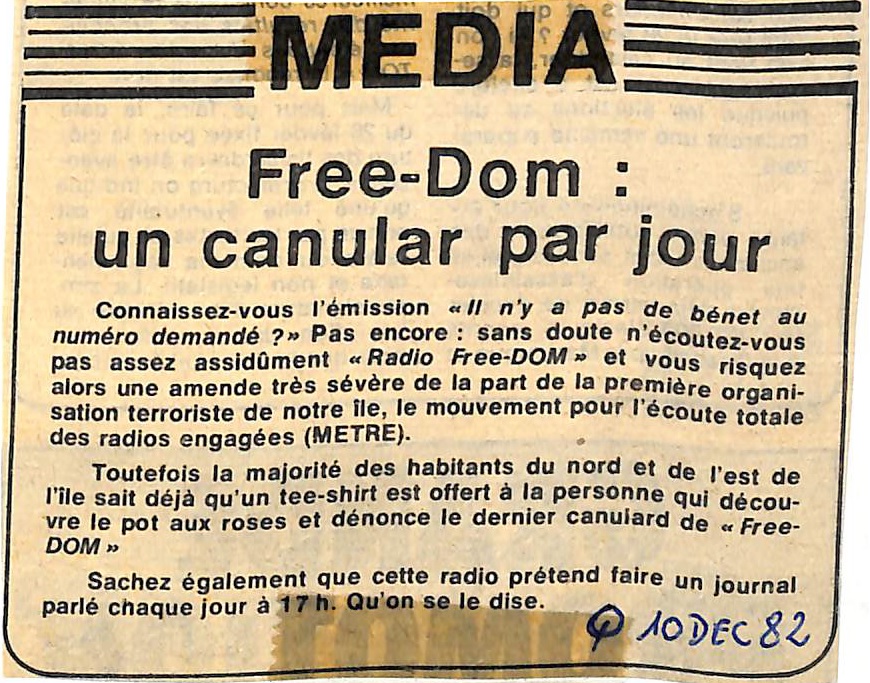 MEDIA
Free-Dom :
un canular par jour
Connaissez-vous l'émission «Il n'y a pas de bénet au
numéro demandé ?» Pas encore : sans doute n'écoutez-vous
pas assez assidûment «Radio Free-DOM» et vous risquez
alors une amende très sévère de la part de la première organi-
sation terroriste de notre île, le mouvement pour l'écoute totale
des radios engagées (METRE).
Toutefois la majorité des habitants du nord et de l'est de
l'île sait déjà qu'un tee-shirt est offert à la personne qui décou-
vre le pot aux roses et dénonce le dernier canulard de « Free-
DOM »
Sachez également que cette radio prétend faire un journal
parlé chaque jour à 17 h. Qu'on se le dise.
Q 10 DEC 82